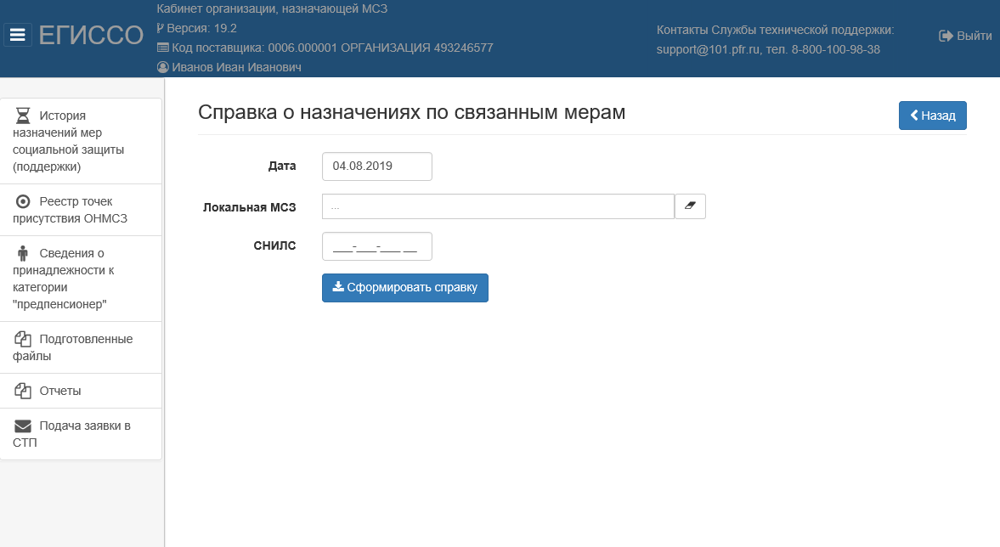 ЕГИССО
Кабинет организации, назначающей МСЗ
Версия: 19.2
Код поставщика: 0006.000001 ОРГАНИЗАЦИЯ 493246577
Иванов Иван Иванович
Контакты Службы технической поддержки:
support@101.pfr.ru, тел. 8-800-100-98-38
Выйти
История
назначений мер
социальной защиты
(поддержки)
Реестр точек
присутствия ОНМСЗ
Сведения о
принадлежности к
категории
"предпенсионер"
Подготовленные
файлы
Отчеты
Подача заявки в
СТП
Справка о назначениях по связанным мерам
Назад
Дата
04.08.2019
Локальная МСЗ
...
СНИЛС
___-___-___ __
Сформировать справку